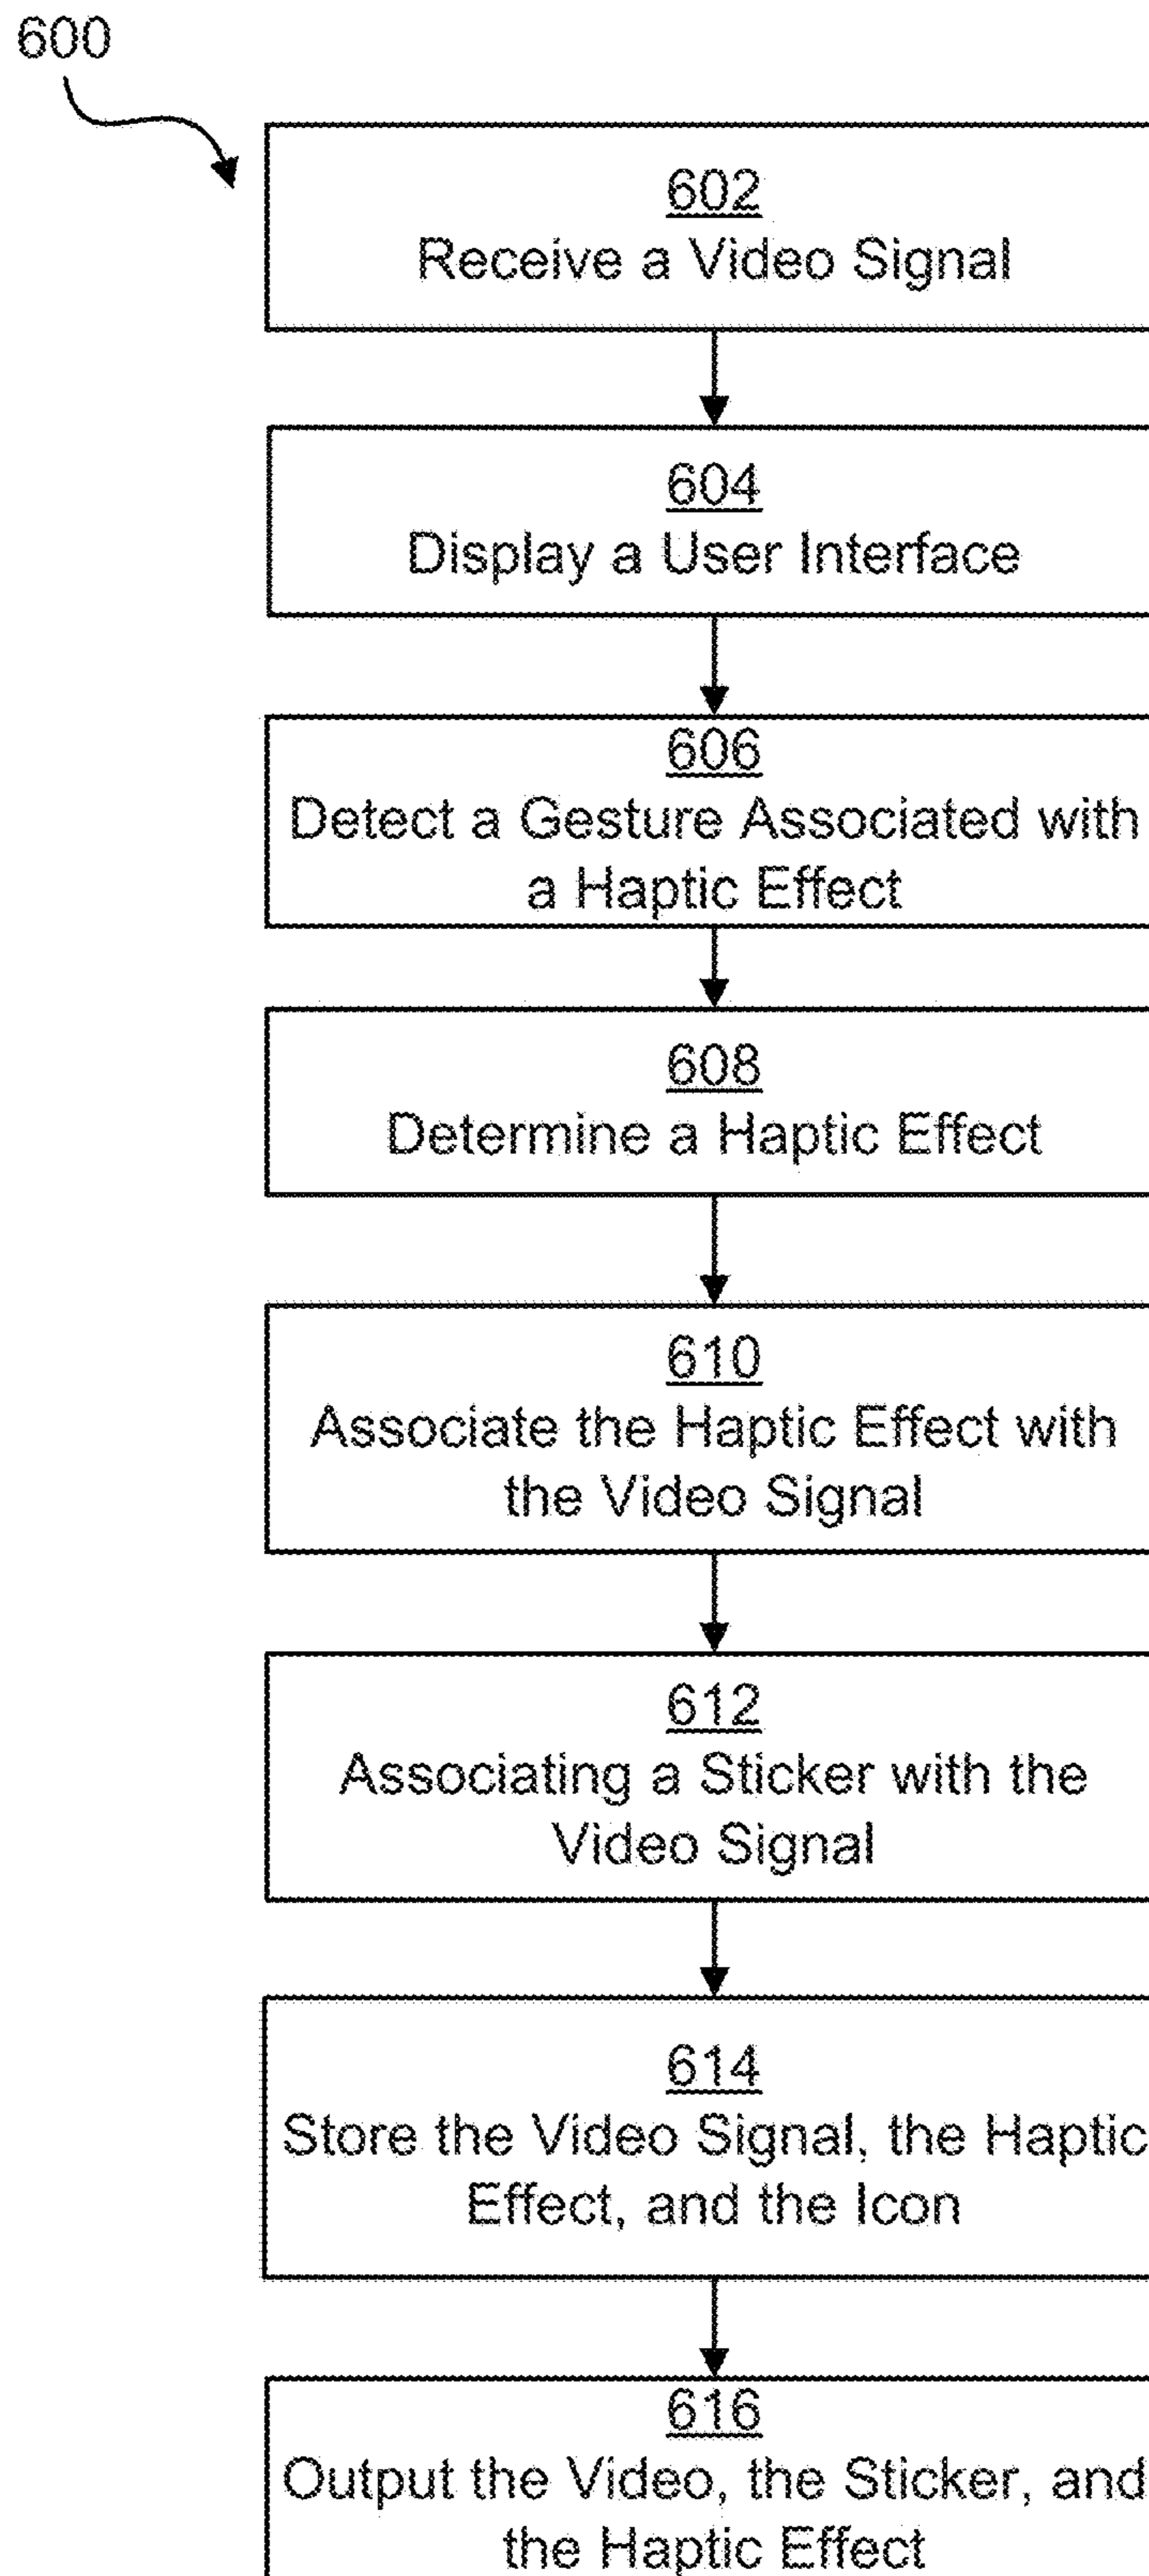 600
602
Receive a Video Signal
604
Display a User Interface
606
Detect a Gesture Associated with
a Haptic Effect
608
Determine a Haptic Effect
610
Associate the Haptic Effect with
the Video Signal
612
Associating a Sticker with the
Video Signal
614
Store the Video Signal, the Haptic
Effect, and the Icon
616
Output the Video, the Sticker, and
the Haptic Effect